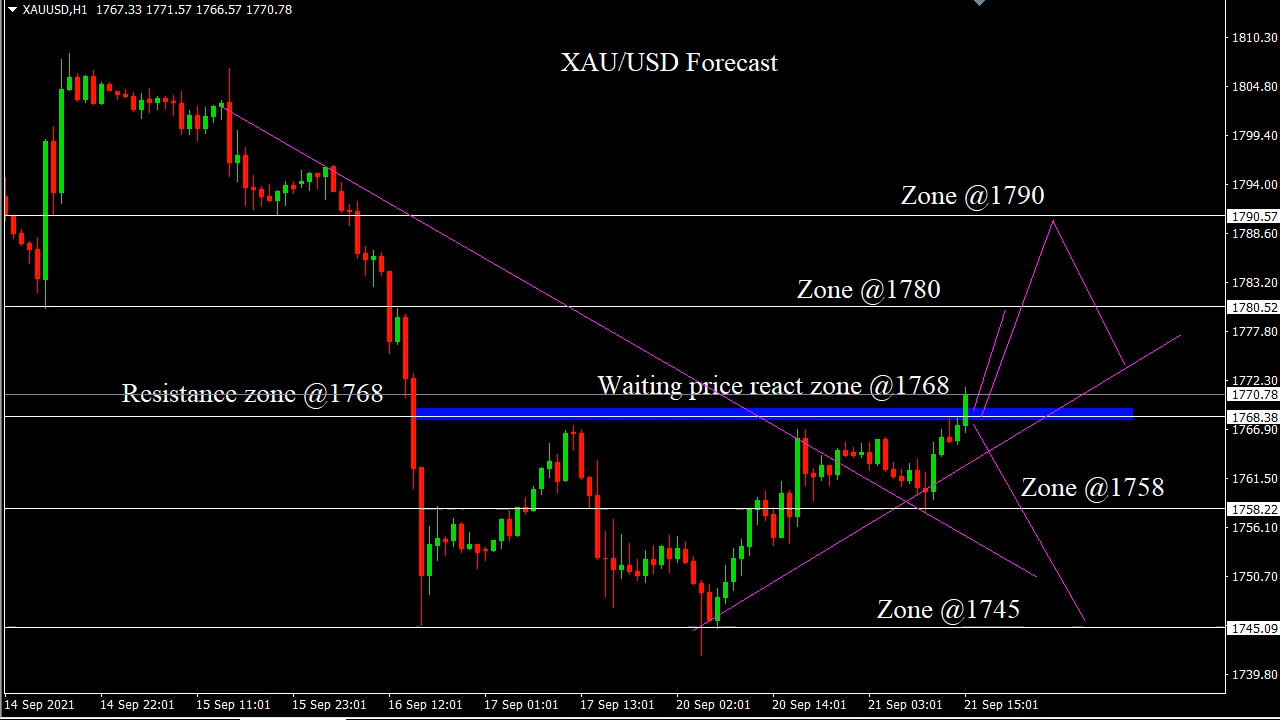 XAUUSD,H1 1767.33 1771.57 1766.57 1770.78
XAU/USD Forecast
Zone @1790
Zone @1780
Resistance zone @1768
Waiting price react zone @1768
Zone @1758
Zone @1745
1810.30
1804.80
1799.40
1794.00
1790.57
1788.60
1783.20
1780.52
1777.80
1772.30
1770.78
1768.38
1766.90
1761.50
1758.22
1756.10
1750.70
1745.09
1739.80
14 Sep 2021 14 Sep 22:01 15 Sep 11:01 15 Sep 23:01 16 Sep 12:01 17 Sep 01:01 17 Sep 13:01 20 Sep 02:01 20 Sep 14:01 21 Sep 03:01 21 Sep 15:01